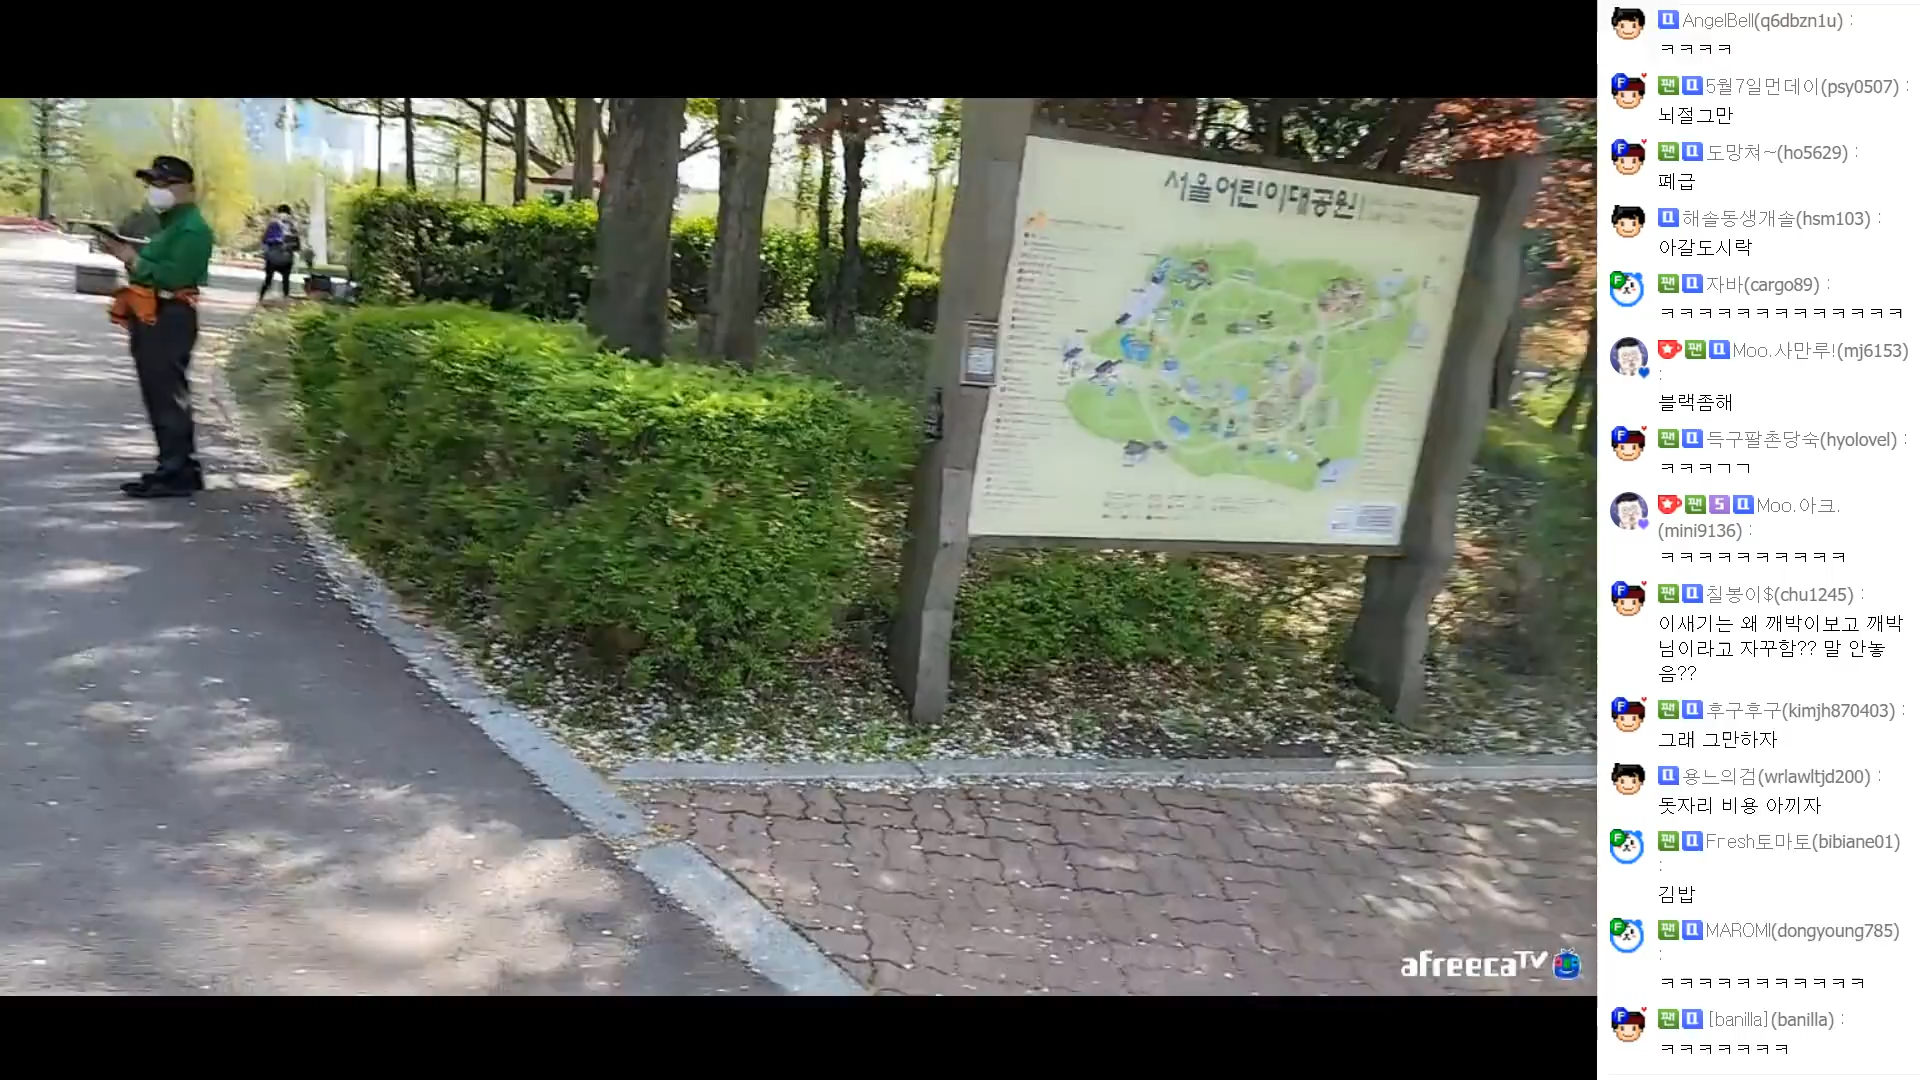 서울어린이대공원
afreecaTV
AngelBell(q6dbzn1u) :
ㅋㅋㅋㅋ
팬 5월7일먼데이(psy0507) :
뇌절그만
팬 도망쳐~(ho5629) :
폐급
해솔동생개솔(hsm103) :
아갈도시락
팬 자바(cargo89) :
ㅋㅋㅋㅋㅋㅋㅋㅋㅋㅋㅋㅋㅋ
팬 Moo.사만루!(mj6153)
:
블랙좀해
팬 득구팔촌당숙(hyolovel) :
ㅋㅋㅋㄱㄱ
팬 S Moo.아크.
(mini9136) :
ㅋㅋㅋㅋㅋㅋㅋㅋㅋㅋ
팬 칠봉이$(chu1245) :
이새기는 왜 깨박이보고 깨박
님이라고 자꾸함?? 말 안놓
음??
팬 후구후구(kimjh870403) :
그래 그만하자
용느의검(wrlawltjd200) :
돗자리 비용 아끼자
팬 Fresh토마토(bibiane01)
:
김밥
팬 MAROMI(dongyoung785)
:
ㅋㅋㅋㅋㅋㅋㅋㅋㅋㅋㅋ
팬 [banilla](banilla) :
ㅋㅋㅋㅋㅋㅋㅋ